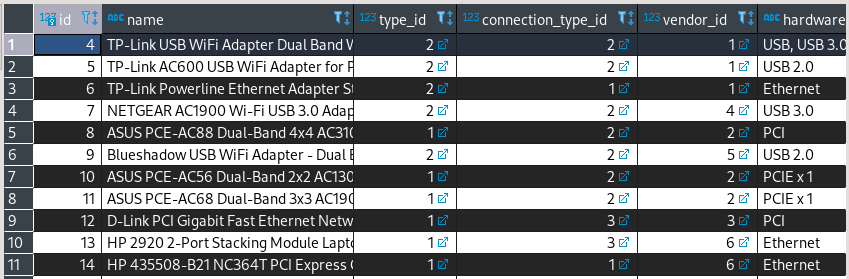 123 id ABC name 123 type_id 123 connection_type_id 123 vendor_id ABC hardware
1 4 TP-Link USB WiFi Adapter Dual Band 2 2 1 USB, USB 3.0
2 5 TP-Link AC600 USB WiFi Adapter for 2 2 1 USB 2.0
3 6 TP-Link Powerline Ethernet Adapter St 2 1 1 Ethernet
4 7 NETGEAR AC1900 Wi-Fi USB 3.0 Adap 2 2 4 USB 3.0
5 8 ASUS PCE-AC88 Dual-Band 4x4 AC310 1 2 2 PCI
6 9 Blueshadow USB WiFi Adapter - Dual B 2 2 5 USB 2.0
7 10 ASUS PCE-AC56 Dual-Band 2x2 AC130 1 2 2 PCIE x 1
8 11 ASUS PCE-AC68 Dual-Band 3x3 AC190 1 2 2 PCIE x 1
9 12 D-Link PCI Gigabit Fast Ethernet Netw 1 3 3 PCI
10 13 HP 2920 2-Port Stacking Module Lapt 1 3 6 Ethernet
11 14 HP 435508-B21 NC364T PCI Express 1 1 6 Ethernet